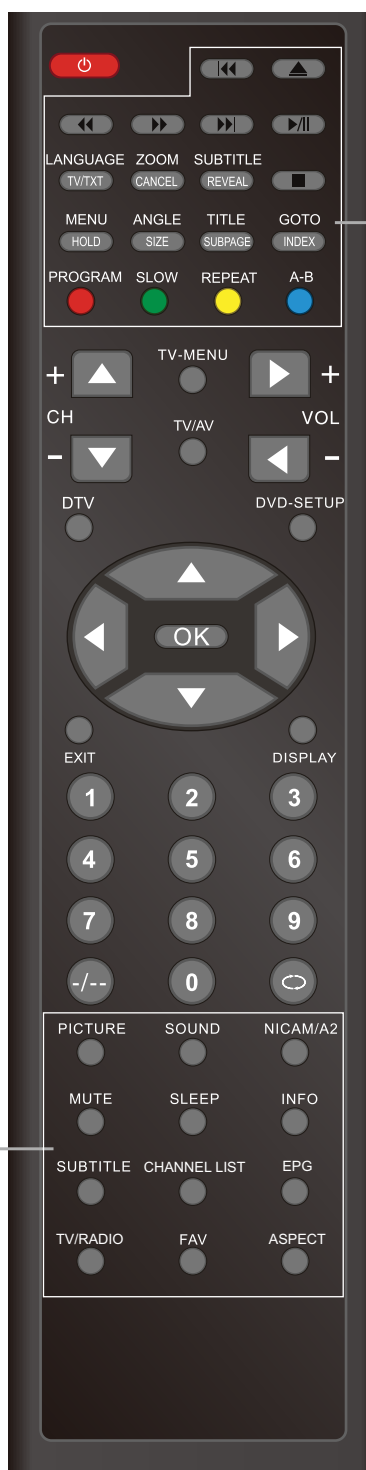 LANGUAGE ZOOM SUBTITLE
TV/TXT CANCEL REVEAL
MENU ANGLE TITLE GOTO
HOLD SIZE SUBPAGE INDEX
PROGRAM SLOW REPEAT A-B
TV-MENU
+ +
CH TV/AV VOL
- -
DTV DVD-SETUP
OK
EXIT DISPLAY
1 2 3
4 5 6
7 8 9
-/-- 0
PICTURE SOUND NICAM/A2
MUTE SLEEP INFO
SUBTITLE CHANNEL LIST EPG
TV/RADIO FAV ASPECT